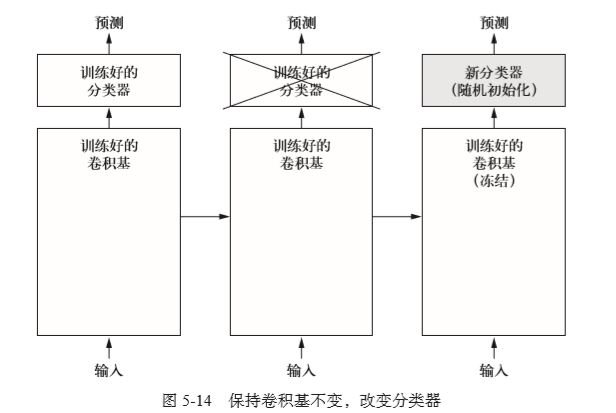 预测
预测
预测
训练好的
分类器
训练好的
分类器
新分类器
（随机初始化）
训练好的
卷积基
训练好的
卷积基
训练好的
卷积基
（冻结）
输入
输入
输入
图 5-14 保持卷积基不变，改变分类器